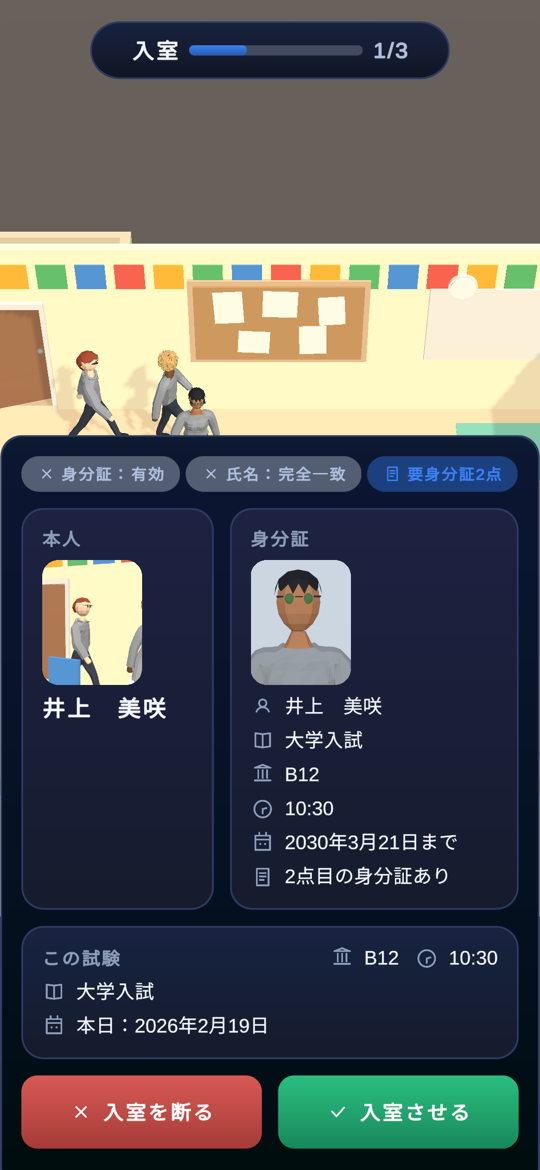 入室 1/3
× 身分証：有効 × 氏名：完全一致 要身分証2点
本人
井上　美咲
身分証
井上　美咲
大学入試
B12
10:30
2030年3月21日まで
2点目の身分証あり
この試験 B12 10:30
大学入試
本日：2026年2月19日
× 入室を断る
✓ 入室させる